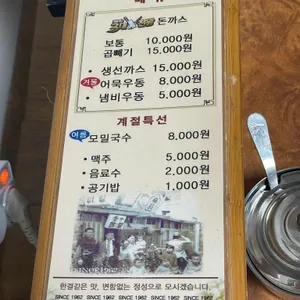 돈까스
보통 10,000원
곱빼기 15,000원
• 생선까스 15,000원
겨울 어묵우동 8,000원
• 냄비우동 5,000원
계절특선
여름 모밀국수 8,000원
• 맥주 5,000원
• 음료수 2,000원
• 공기밥 1,000원
한결같은 맛, 변함없는 정성으로 모시겠습니다.
SINCE 1962 SINCE 1962 SINCE 1962 SINCE 1962 SINCE 1962